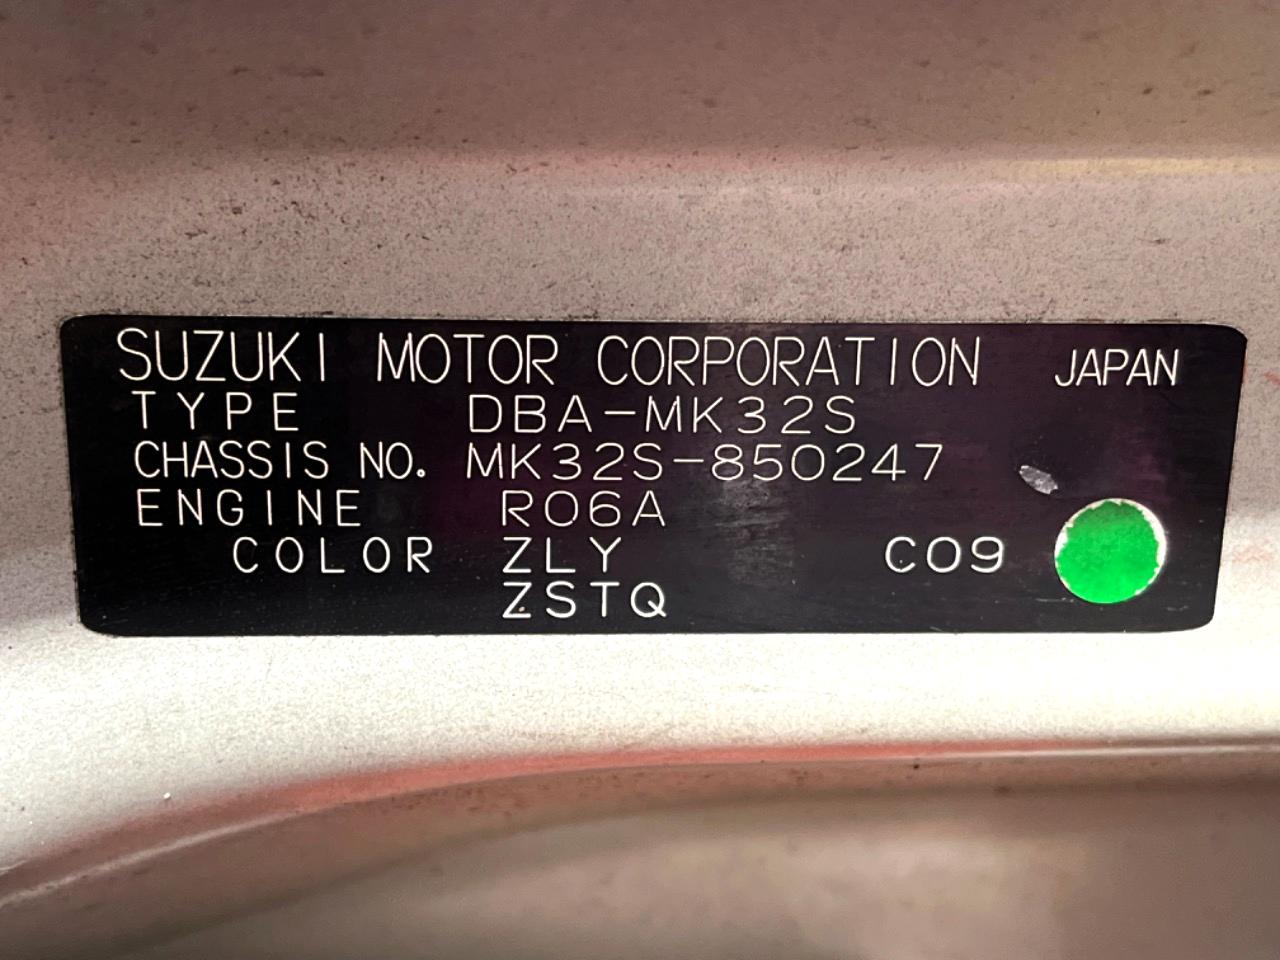 SUZUKI MOTOR CORPORATION JAPAN
TYPE DBA-MK32S
CHASSIS NO. MK32S-850247
ENGINE R06A
COLOR ZLY C09
ZSTQ